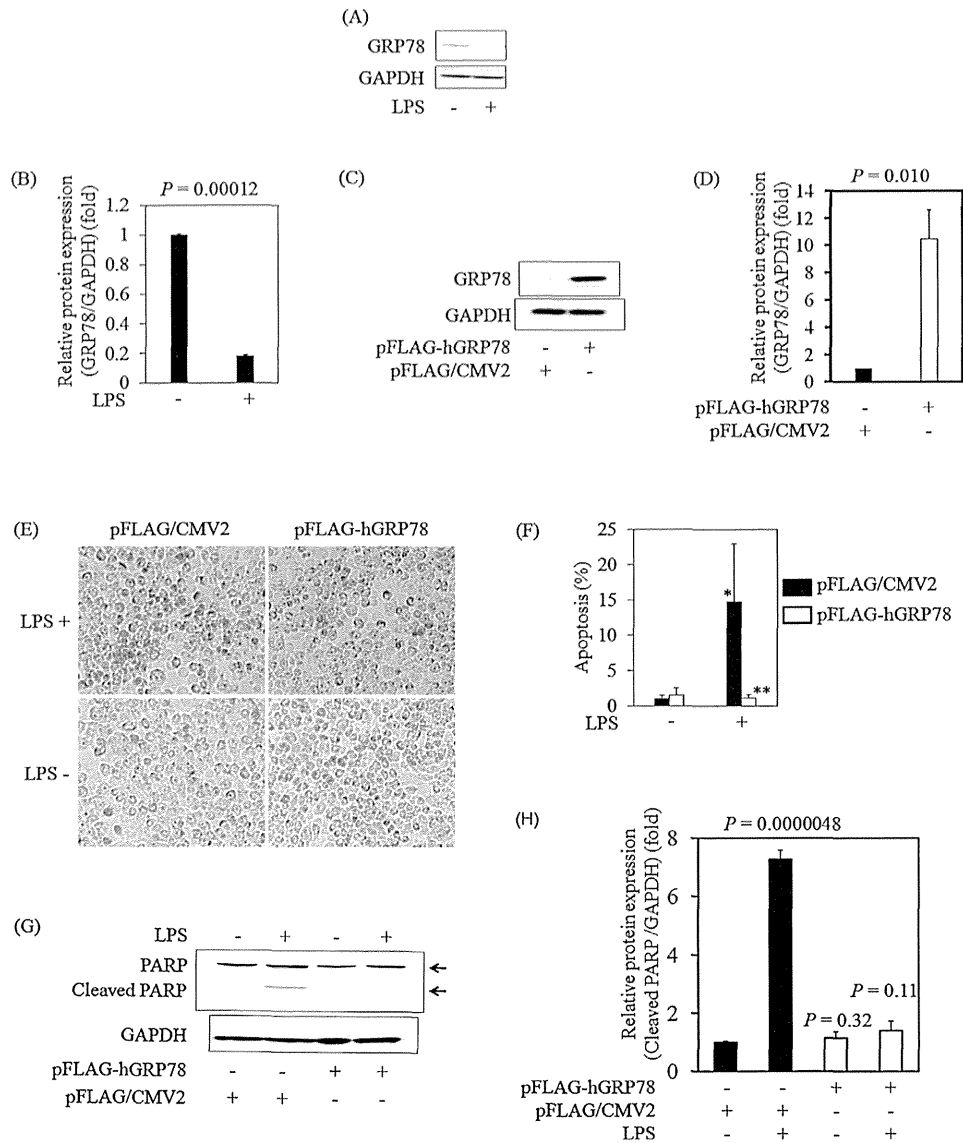 (A)
GRP78
GAPDH
LPS - +
(B)
P = 0.00012
Relative protein expression
(GRP78/GAPDH) (fold)
1.2
1
0.8
0.6
0.4
0.2
0
LPS - +
(C)
GRP78
GAPDH
pFLAG-hGRP78 - +
pFLAG/CMV2 + -
(D)
P = 0.010
Relative protein expression
(GRP78/GAPDH) (fold)
14
12
10
8
6
4
2
0
pFLAG-hGRP78 - +
pFLAG/CMV2 + -
(E)
pFLAG/CMV2 pFLAG-hGRP78
LPS +
LPS -
(F)
Apoptosis (%)
25
20
15
10
5
0
*
**
LPS - +
pFLAG/CMV2
pFLAG-hGRP78
(G)
LPS - + - +
PARP
Cleaved PARP
GAPDH
pFLAG-hGRP78 - - + +
pFLAG/CMV2 + + - -
(H)
P = 0.0000048
Relative protein expression
(Cleaved PARP /GAPDH) (fold)
8
6
4
2
0
P = 0.32
P = 0.11
pFLAG-hGRP78 - - + +
pFLAG/CMV2 + + - -
LPS - + - +